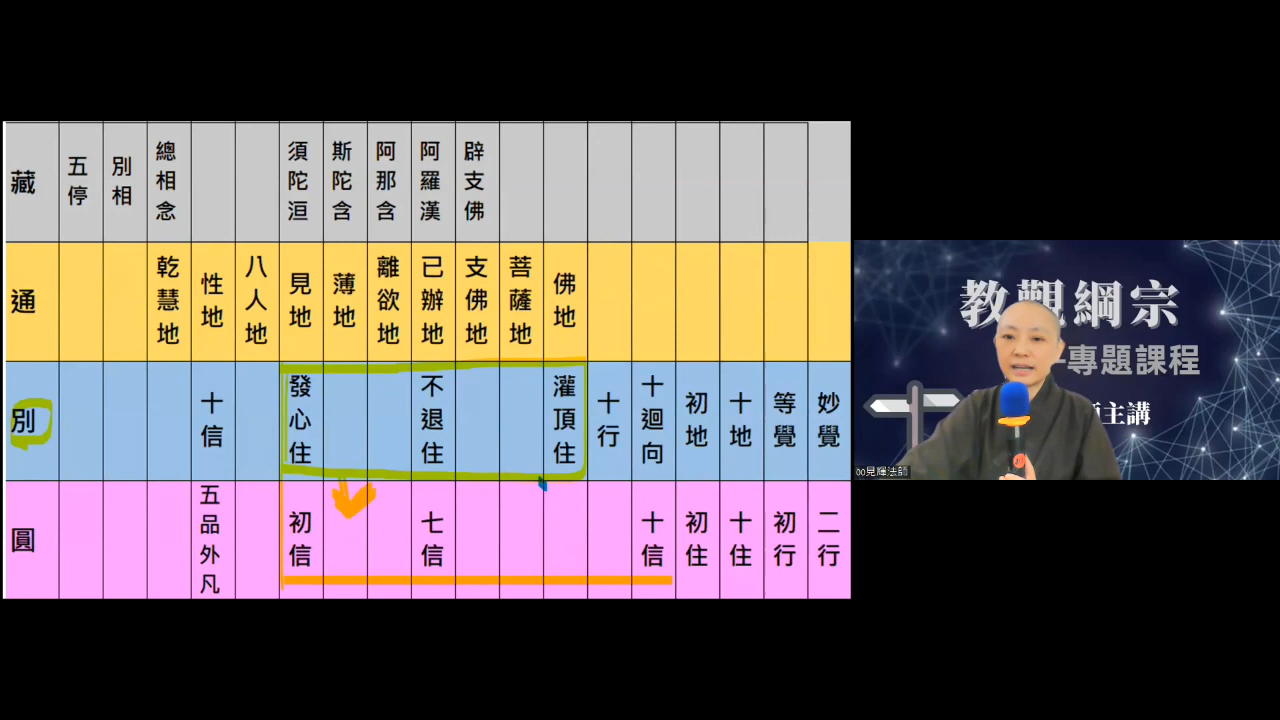 藏 五停 別相 總相念 須陀洹 斯陀含 阿那含 阿羅漢 辟支佛
通 乾慧地 性地 八人地 見地 薄地 離欲地 已辦地 支佛地 菩薩地 佛地
別 十信 發心住 不退住 灌頂住 十行 十迴向 初地 十地 等覺 妙覺
圓 五品外凡 初信 七信 十信 初住 十住 初行 二行
教觀綱宗
專題課程
主講
見輝法師